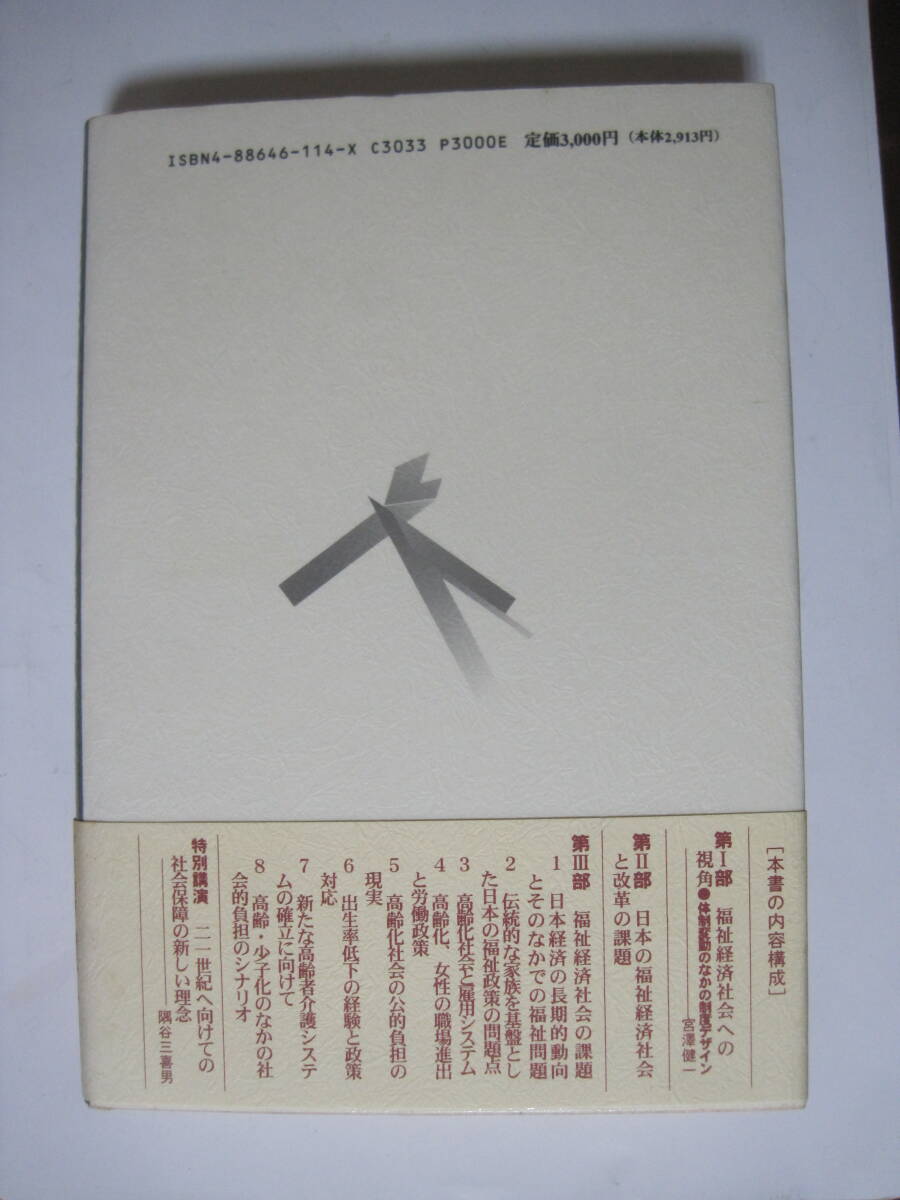 ISBN4-88646-114-X C3033 P3000E 定価3,000円（本体2,913円）
［本書の内容構成］
第Ⅰ部　福祉経済社会への
視角●体制変動のなかの制度デザイン
宮澤健一
第Ⅱ部　日本の福祉経済社会
と改革の課題
第Ⅲ部　福祉経済社会の課題
1　日本経済の長期的動向
とそのなかでの福祉問題
2　伝統的な家族を基盤とし
た日本の福祉政策の問題点
3　高齢化社会と雇用システム
4　高齢化、女性の職場進出
と労働政策
5　高齢化社会の公的負担の
現実
6　出生率低下の経験と政策
対応
7　新たな高齢者介護システ
ムの確立に向けて
8　高齢・少子化のなかの社
会的負担のシナリオ
特別講演　二一世紀へ向けての
社会保障の新しい理念
隅谷三喜男